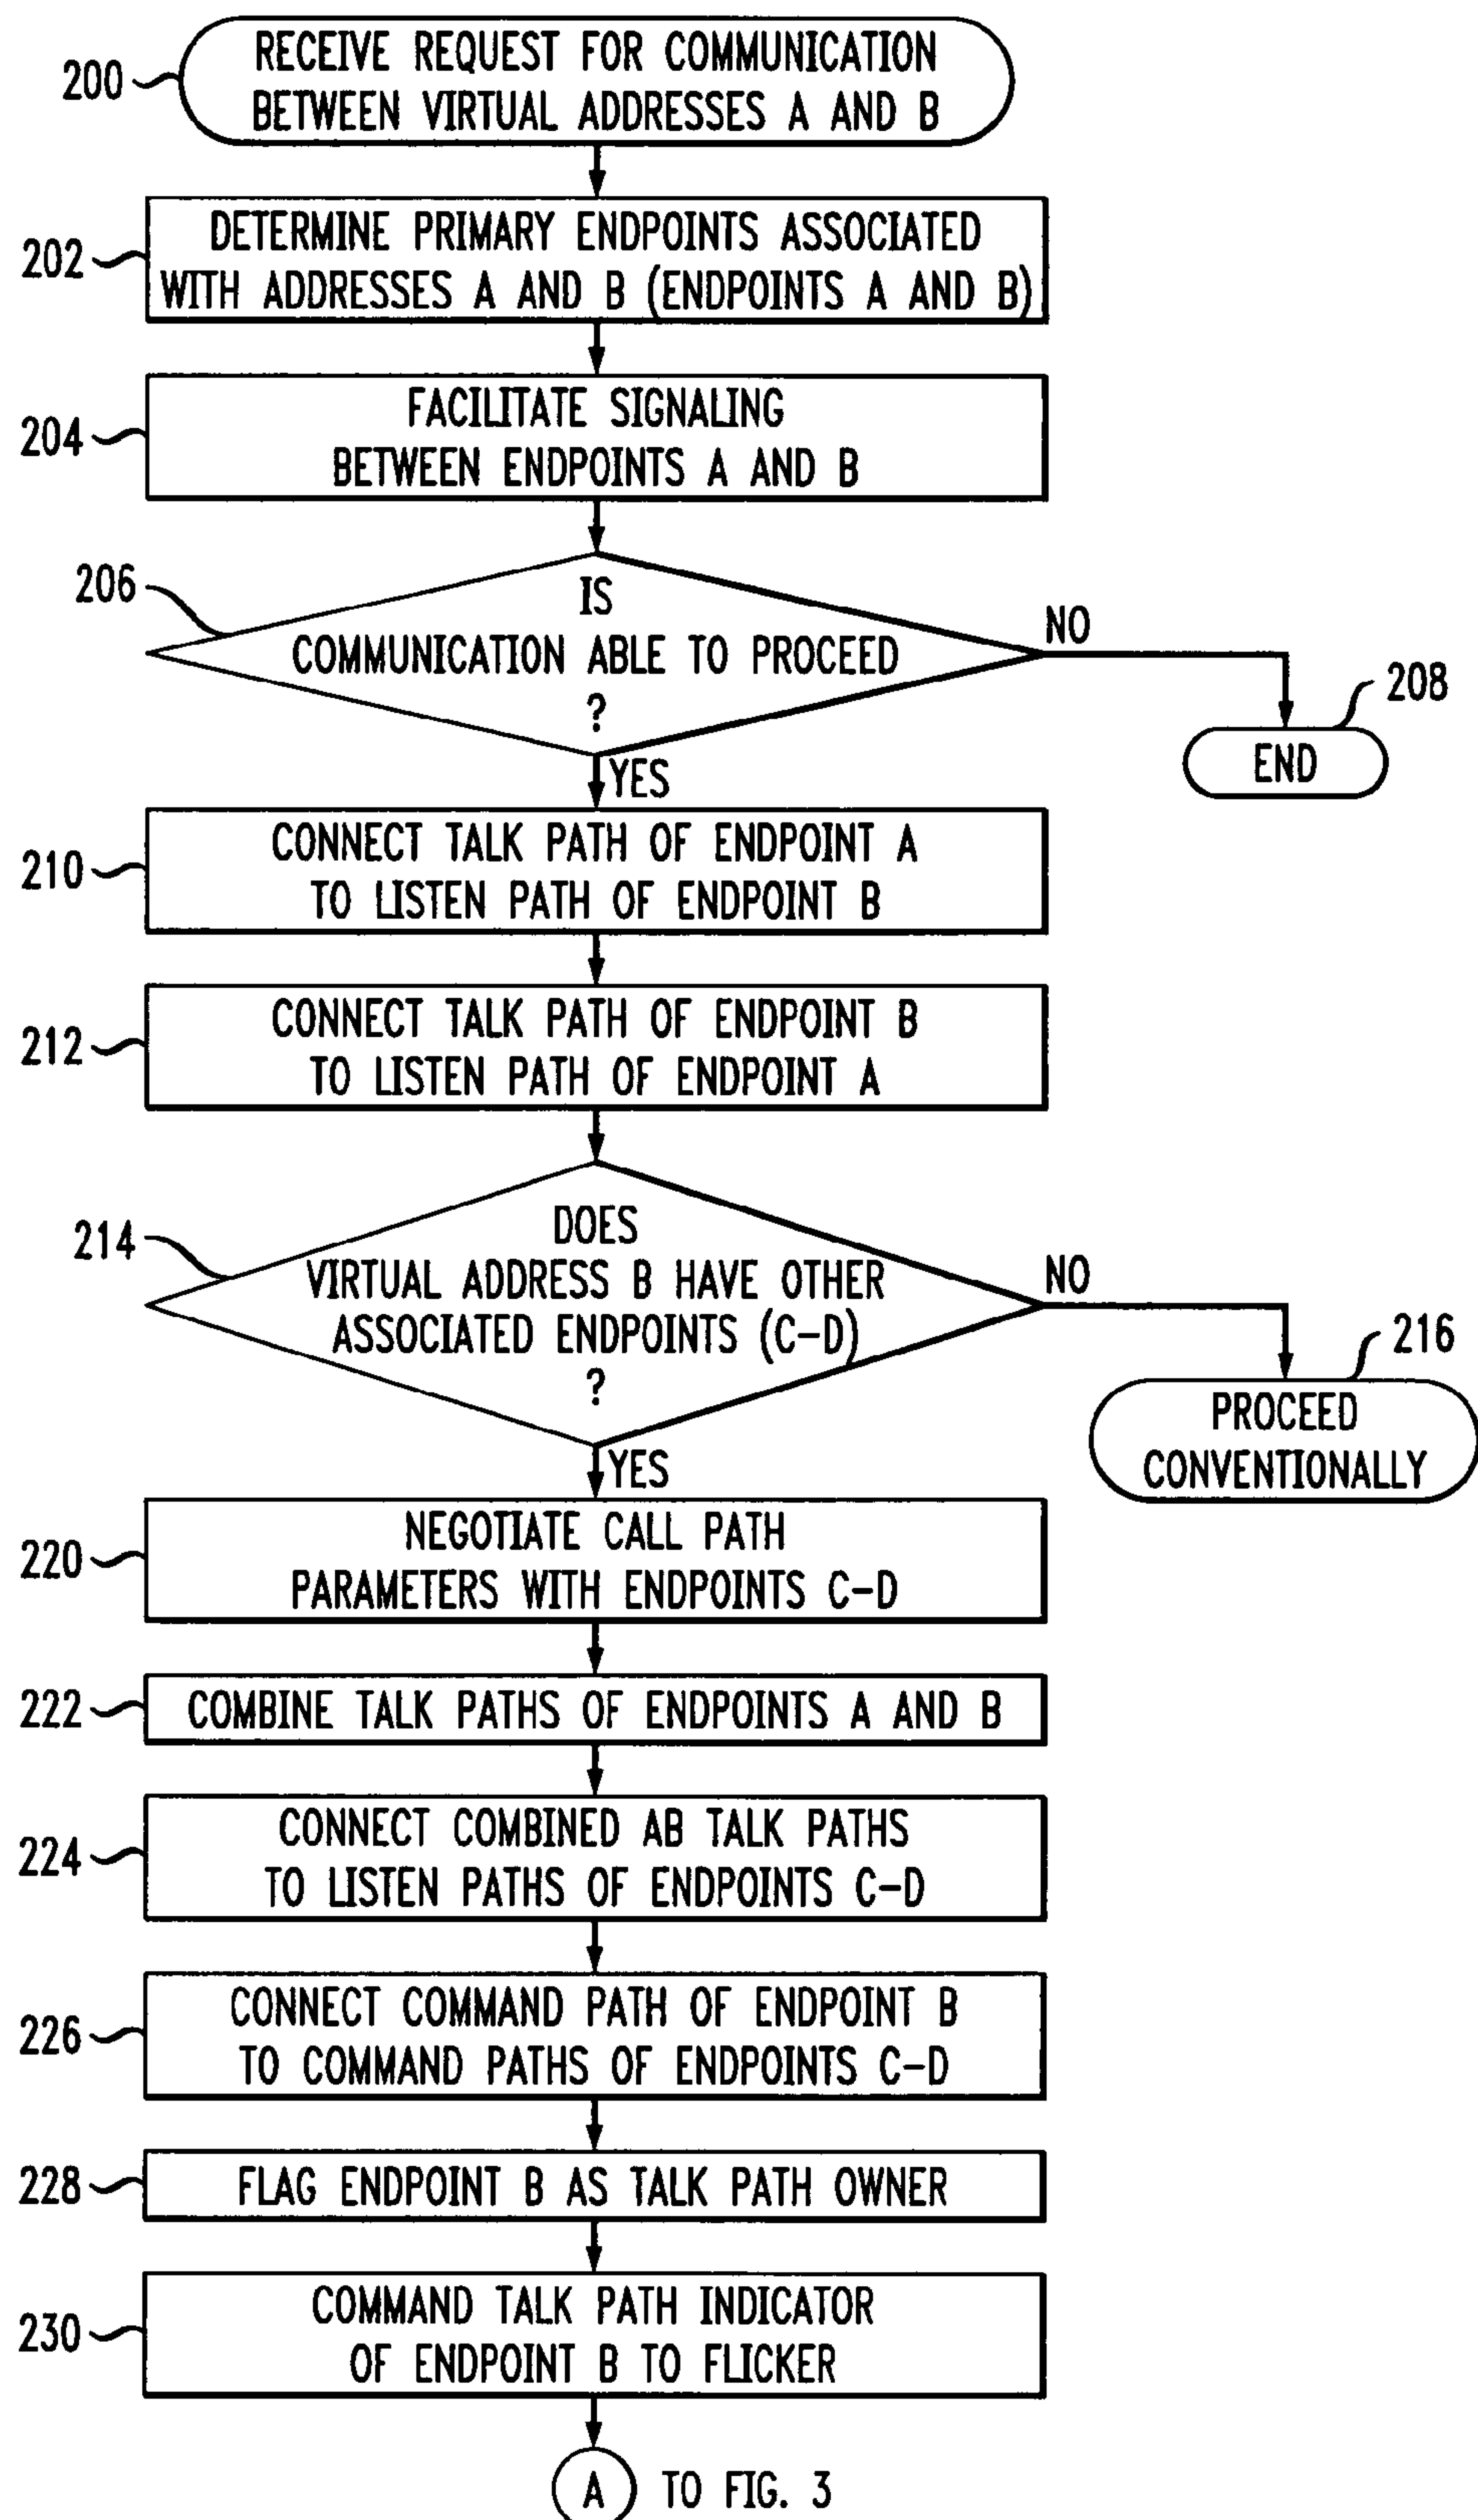 200
RECEIVE REQUEST FOR COMMUNICATION
BETWEEN VIRTUAL ADDRESSES A AND B
202
DETERMINE PRIMARY ENDPOINTS ASSOCIATED
WITH ADDRESSES A AND B (ENDPOINTS A AND B)
204
FACILITATE SIGNALING
BETWEEN ENDPOINTS A AND B
206
IS
COMMUNICATION ABLE TO PROCEED
?
NO
208
END
YES
210
CONNECT TALK PATH OF ENDPOINT A
TO LISTEN PATH OF ENDPOINT B
212
CONNECT TALK PATH OF ENDPOINT B
TO LISTEN PATH OF ENDPOINT A
214
DOES
VIRTUAL ADDRESS B HAVE OTHER
ASSOCIATED ENDPOINTS (C-D)
?
NO
216
PROCEED
CONVENTIONALLY
YES
220
NEGOTIATE CALL PATH
PARAMETERS WITH ENDPOINTS C-D
222
COMBINE TALK PATHS OF ENDPOINTS A AND B
224
CONNECT COMBINED AB TALK PATHS
TO LISTEN PATHS OF ENDPOINTS C-D
226
CONNECT COMMAND PATH OF ENDPOINT B
TO COMMAND PATHS OF ENDPOINTS C-D
228
FLAG ENDPOINT B AS TALK PATH OWNER
230
COMMAND TALK PATH INDICATOR
OF ENDPOINT B TO FLICKER
A TO FIG. 3